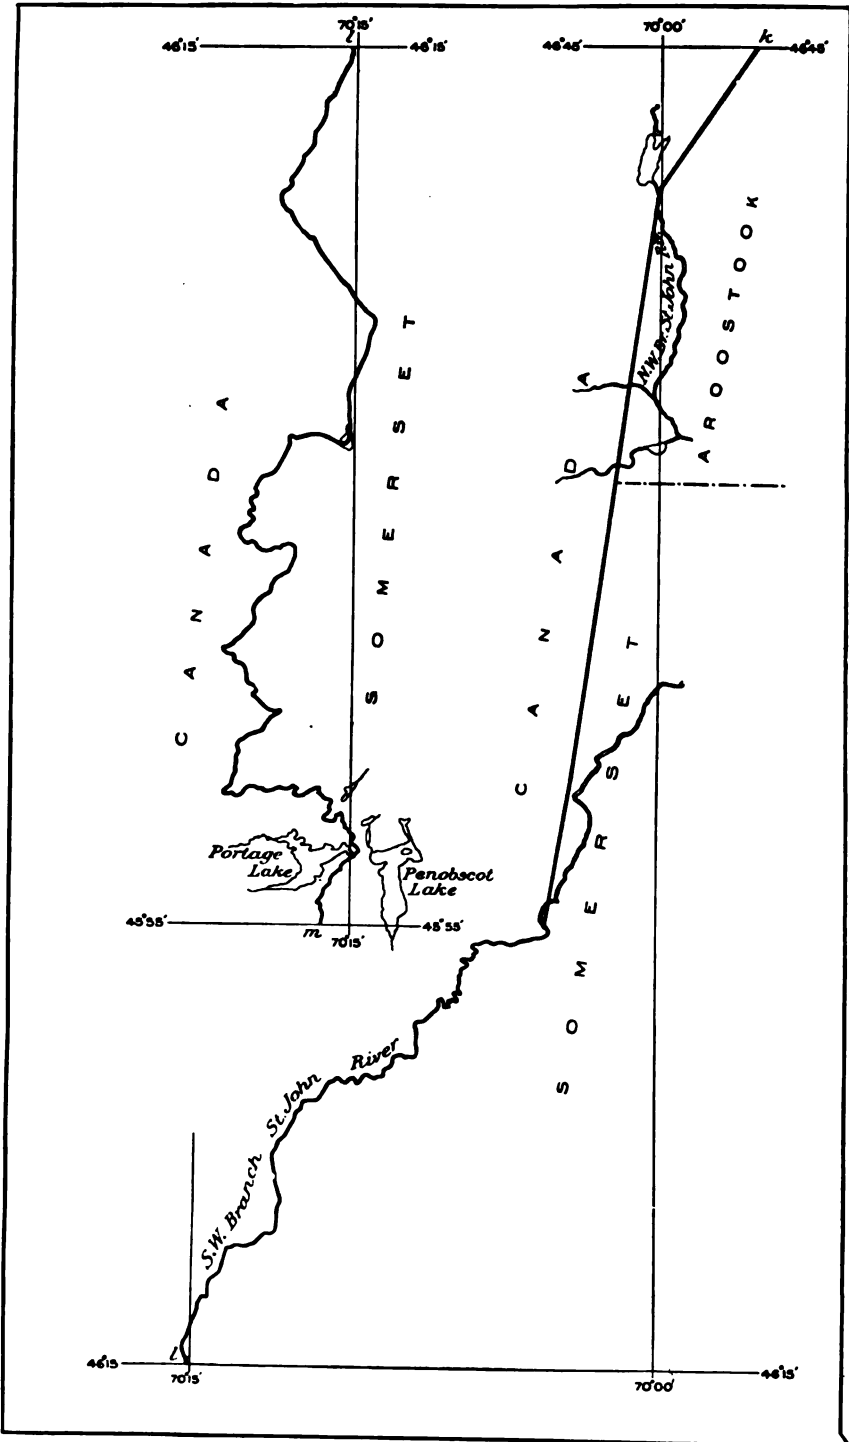 70°15'
l
46°15'
46°15'
70°00'
k
46°45'
46°45'
N.W. Br. St. John R.
AROOSTOOK
CANADA
SOMERSET
CANADA
SOMERSET
Portage
Lake
Penobscot
Lake
45°55'
45°55'
m
70°15'
S.W. Branch St. John River
l
46°15
46°15'
70°15'
70°00'